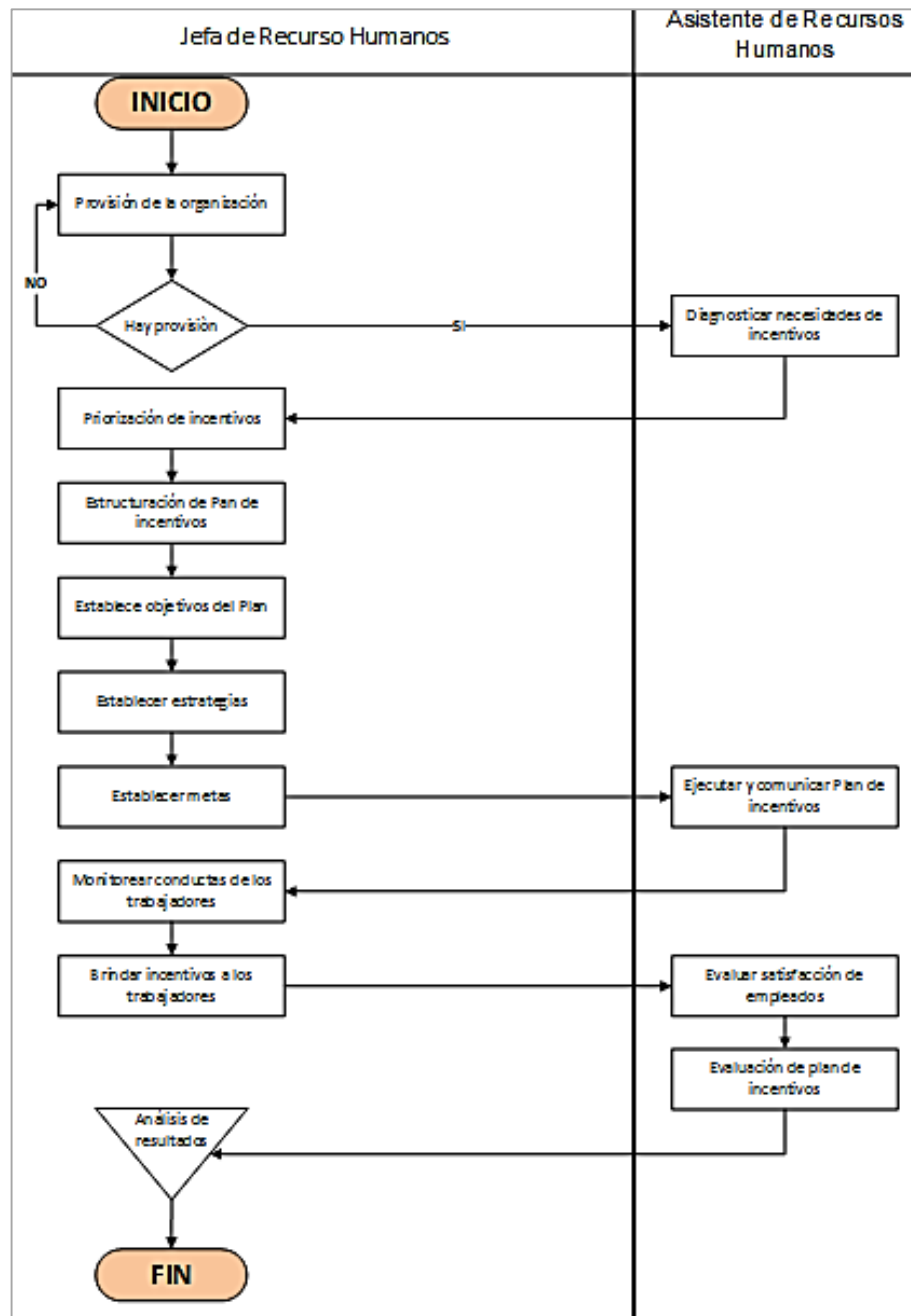 Jefa de Recurso Humanos
Asistente de Recursos
Humanos
INICIO
Provisión de la organización
NO
Hay provisión
SI
Diagnosticar necesidades de
incentivos
Priorización de incentivos
Estructuración de Pan de
incentivos
Establece objetivos del Plan
Establecer estrategias
Establecer metas
Ejecutar y comunicar Plan de
incentivos
Monitorear conductas de los
trabajadores
Brindar incentivos a los
trabajadores
Evaluar satisfacción de
empleados
Evaluación de plan de
incentivos
Análisis de
resultados
FIN